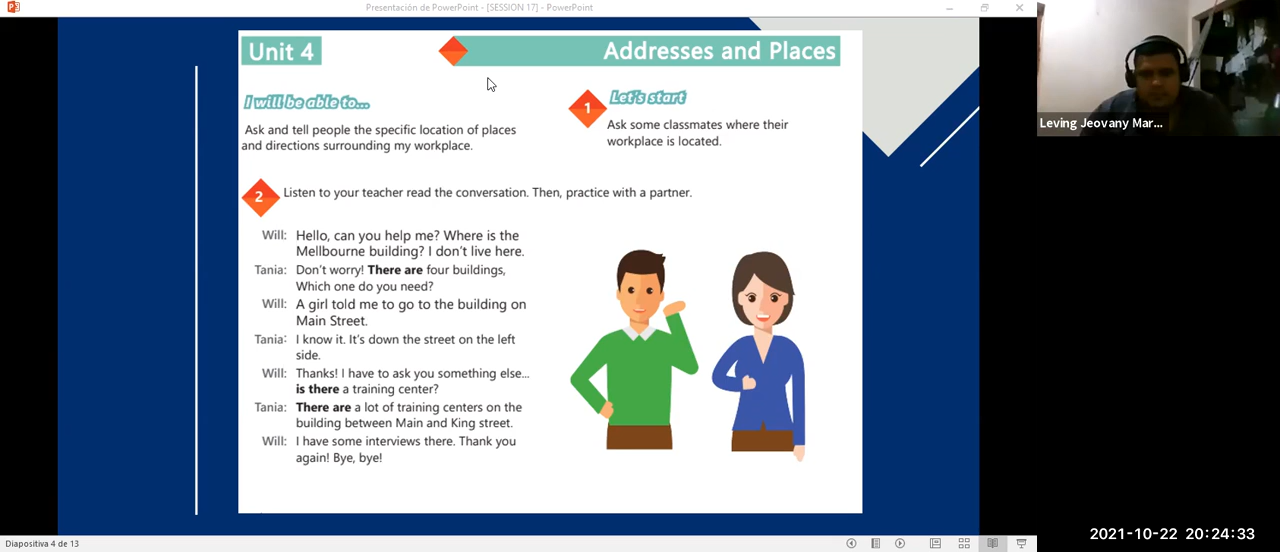 Presentación de PowerPoint - [SESSION 17] - PowerPoint
Unit 4
Addresses and Places
I will be able to...
Ask and tell people the specific location of places
and directions surrounding my workplace.
1
Let's start
Ask some classmates where their
workplace is located.
2
Listen to your teacher read the conversation. Then, practice with a partner.
Will: Hello, can you help me? Where is the
Mellbourne building? I don't live here.
Tania: Don't worry! There are four buildings,
Which one do you need?
Will: A girl told me to go to the building on
Main Street.
Tania: I know it. It's down the street on the left
side.
Will: Thanks! I have to ask you something else...
is there a training center?
Tania: There are a lot of training centers on the
building between Main and King street.
Will: I have some interviews there. Thank you
again! Bye, bye!
Leving Jeovany Mar...
Diapositiva 4 de 13
2021-10-22 20:24:33